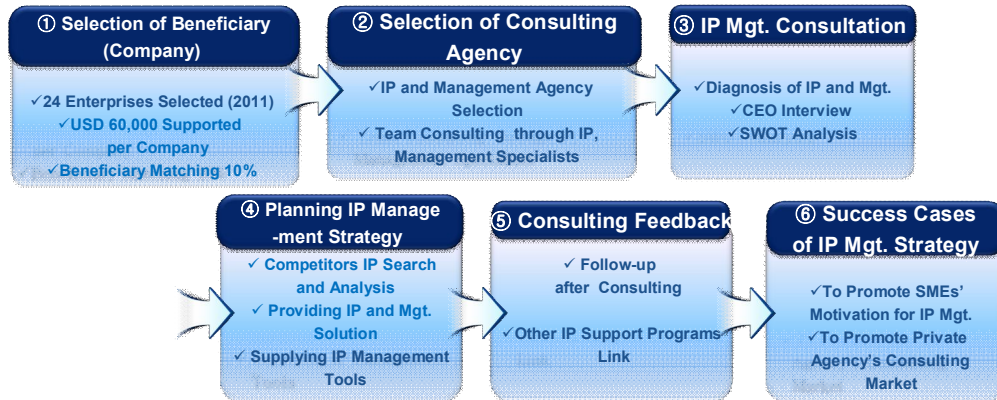 ① Selection of Beneficiary
(Company)
✓24 Enterprises Selected (2011)
✓USD 60,000 Supported
per Company
✓Beneficiary Matching 10%
② Selection of Consulting
Agency
✓IP and Management Agency
Selection
✓ Team Consulting through IP,
Management Specialists
③ IP Mgt. Consultation
✓Diagnosis of IP and Mgt.
✓CEO Interview
✓SWOT Analysis
④ Planning IP Manage
-ment Strategy
✓ Competitors IP Search
and Analysis
✓ Providing IP and Mgt.
Solution
✓ Supplying IP Management
Tools
⑤ Consulting Feedback
✓ Follow-up
after Consulting
✓Other IP Support Programs
Link
⑥ Success Cases
of IP Mgt. Strategy
✓To Promote SMEs'
Motivation for IP Mgt.
✓To Promote Private
Agency's Consulting
Market